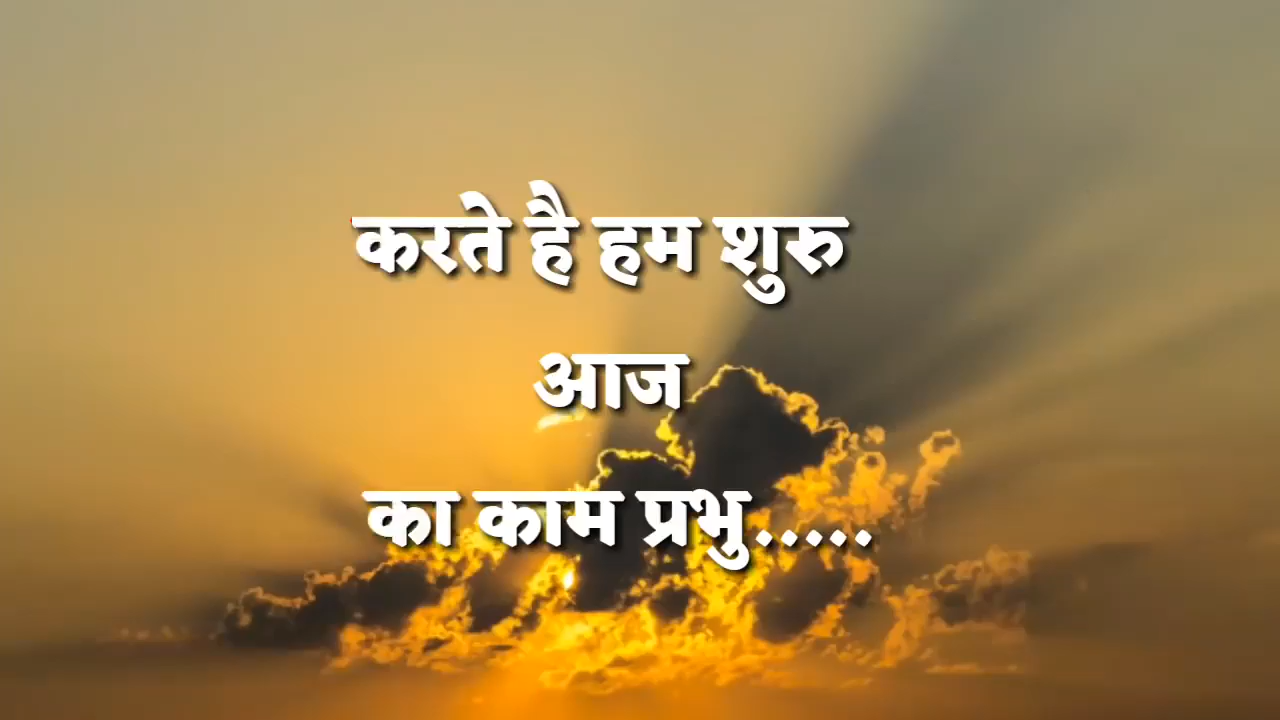 करते है हम शुरु
आज
का काम प्रभु.....